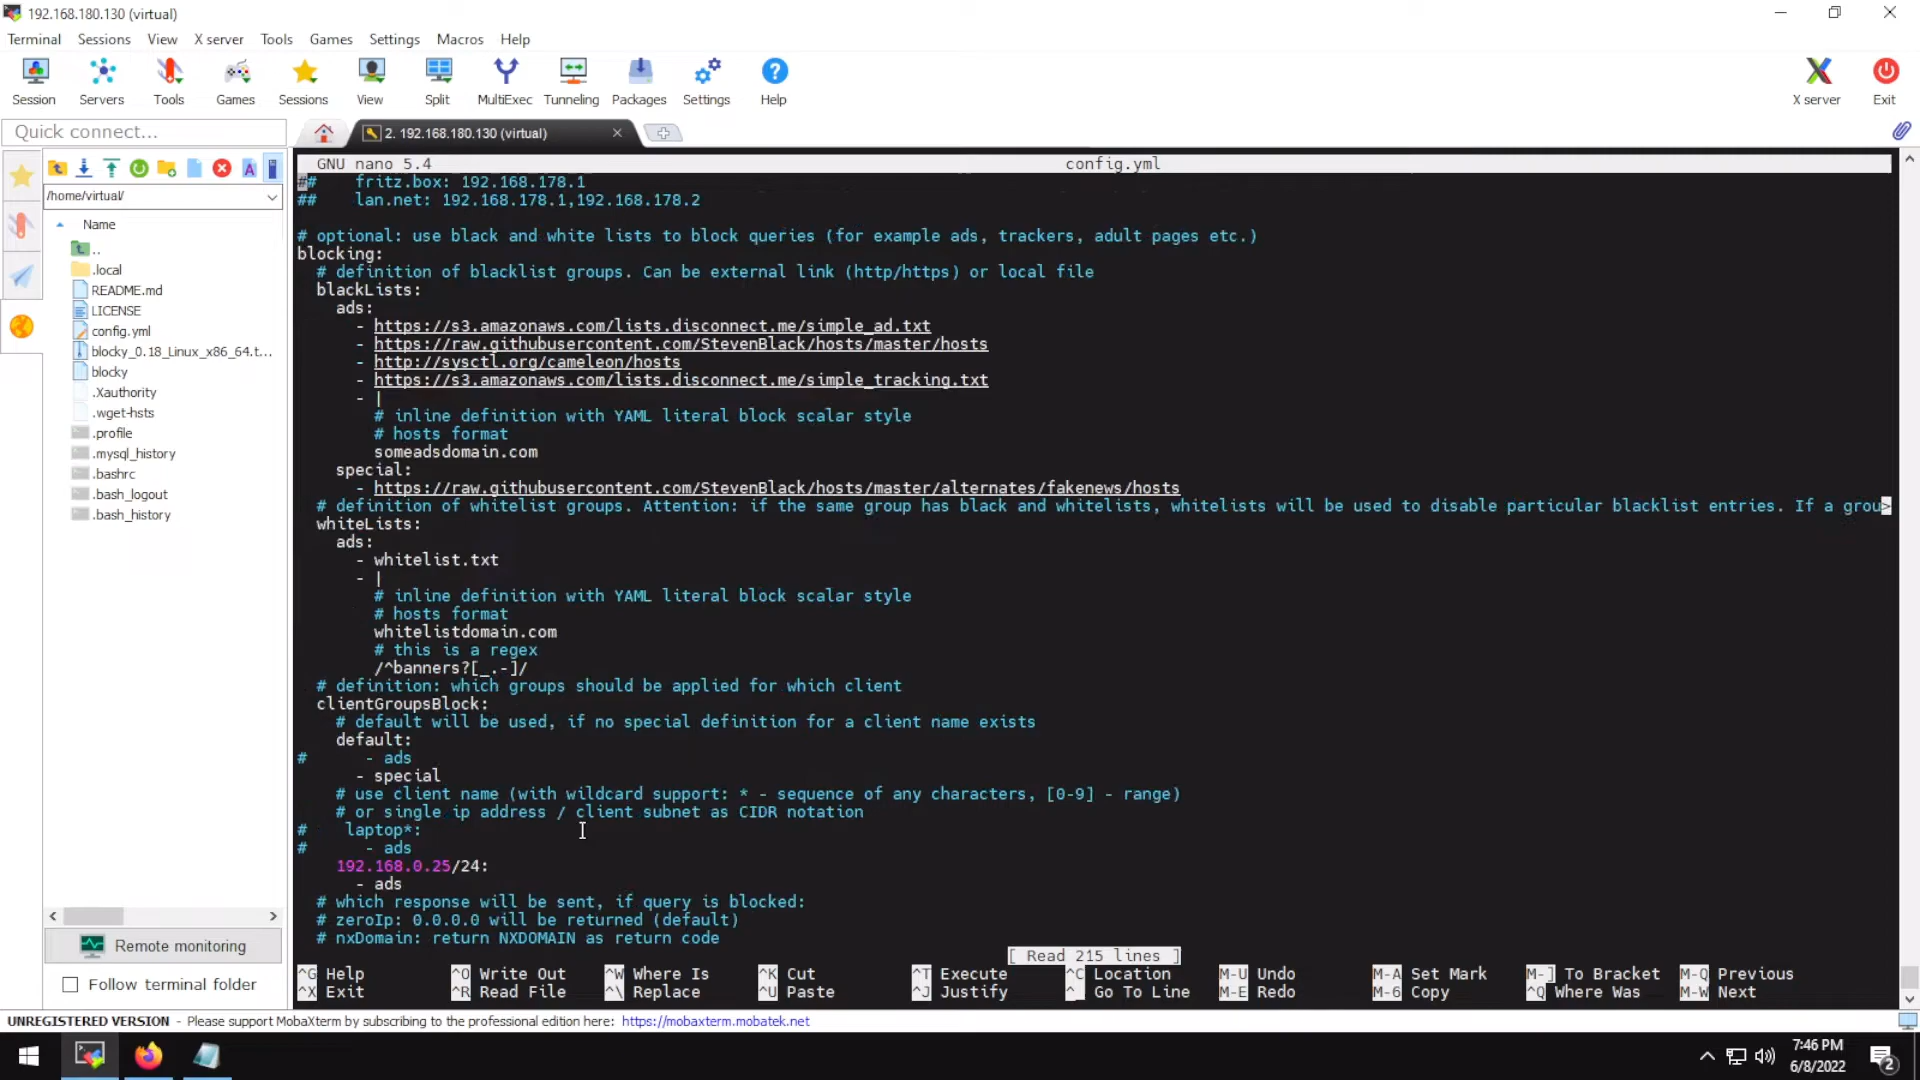 192.168.180.130 (virtual)
Terminal Sessions View X server Tools Games Settings Macros Help
Session Servers Tools Games Sessions View Split MultiExec Tunneling Packages Settings Help X server Exit
Quick connect...
2. 192.168.180.130 (virtual)
/home/virtual/
Name
..
.local
README.md
LICENSE
config.yml
blocky_0.18_Linux_x86_64.t...
blocky
.Xauthority
.wget-hsts
.profile
.mysql_history
.bashrc
.bash_logout
.bash_history
Remote monitoring
Follow terminal folder
GNU nano 5.4 config.yml
##    fritz.box: 192.168.178.1
##    lan.net: 192.168.178.1,192.168.178.2
# optional: use black and white lists to block queries (for example ads, trackers, adult pages etc.)
blocking:
  # definition of blacklist groups. Can be external link (http/https) or local file
  blackLists:
    ads:
      - https://s3.amazonaws.com/lists.disconnect.me/simple_ad.txt
      - https://raw.githubusercontent.com/StevenBlack/hosts/master/hosts
      - http://sysctl.org/cameleon/hosts
      - https://s3.amazonaws.com/lists.disconnect.me/simple_tracking.txt
      - |
        # inline definition with YAML literal block scalar style
        # hosts format
        someadsdomain.com
    special:
      - https://raw.githubusercontent.com/StevenBlack/hosts/master/alternates/fakenews/hosts
  # definition of whitelist groups. Attention: if the same group has black and whitelists, whitelists will be used to disable particular blacklist entries. If a grou>
  whiteLists:
    ads:
      - whitelist.txt
      - |
        # inline definition with YAML literal block scalar style
        # hosts format
        whitelistdomain.com
        # this is a regex
        /^banners?[_.-]/
  # definition: which groups should be applied for which client
  clientGroupsBlock:
    # default will be used, if no special definition for a client name exists
    default:
#      - ads
      - special
    # use client name (with wildcard support: * - sequence of any characters, [0-9] - range)
    # or single ip address / client subnet as CIDR notation
#    laptop*:
#      - ads
    192.168.0.25/24:
      - ads
    # which response will be sent, if query is blocked:
  # zeroIp: 0.0.0.0 will be returned (default)
  # nxDomain: return NXDOMAIN as return code
[ Read 215 lines ]
^G Help ^O Write Out ^W Where Is ^K Cut ^T Execute ^C Location M-U Undo M-A Set Mark M-] To Bracket M-Q Previous
^X Exit ^R Read File ^\ Replace ^U Paste ^J Justify ^_ Go To Line M-E Redo M-6 Copy ^Q Where Was M-W Next
UNREGISTERED VERSION - Please support MobaXterm by subscribing to the professional edition here: https://mobaxterm.mobatek.net
7:46 PM
6/8/2022
2